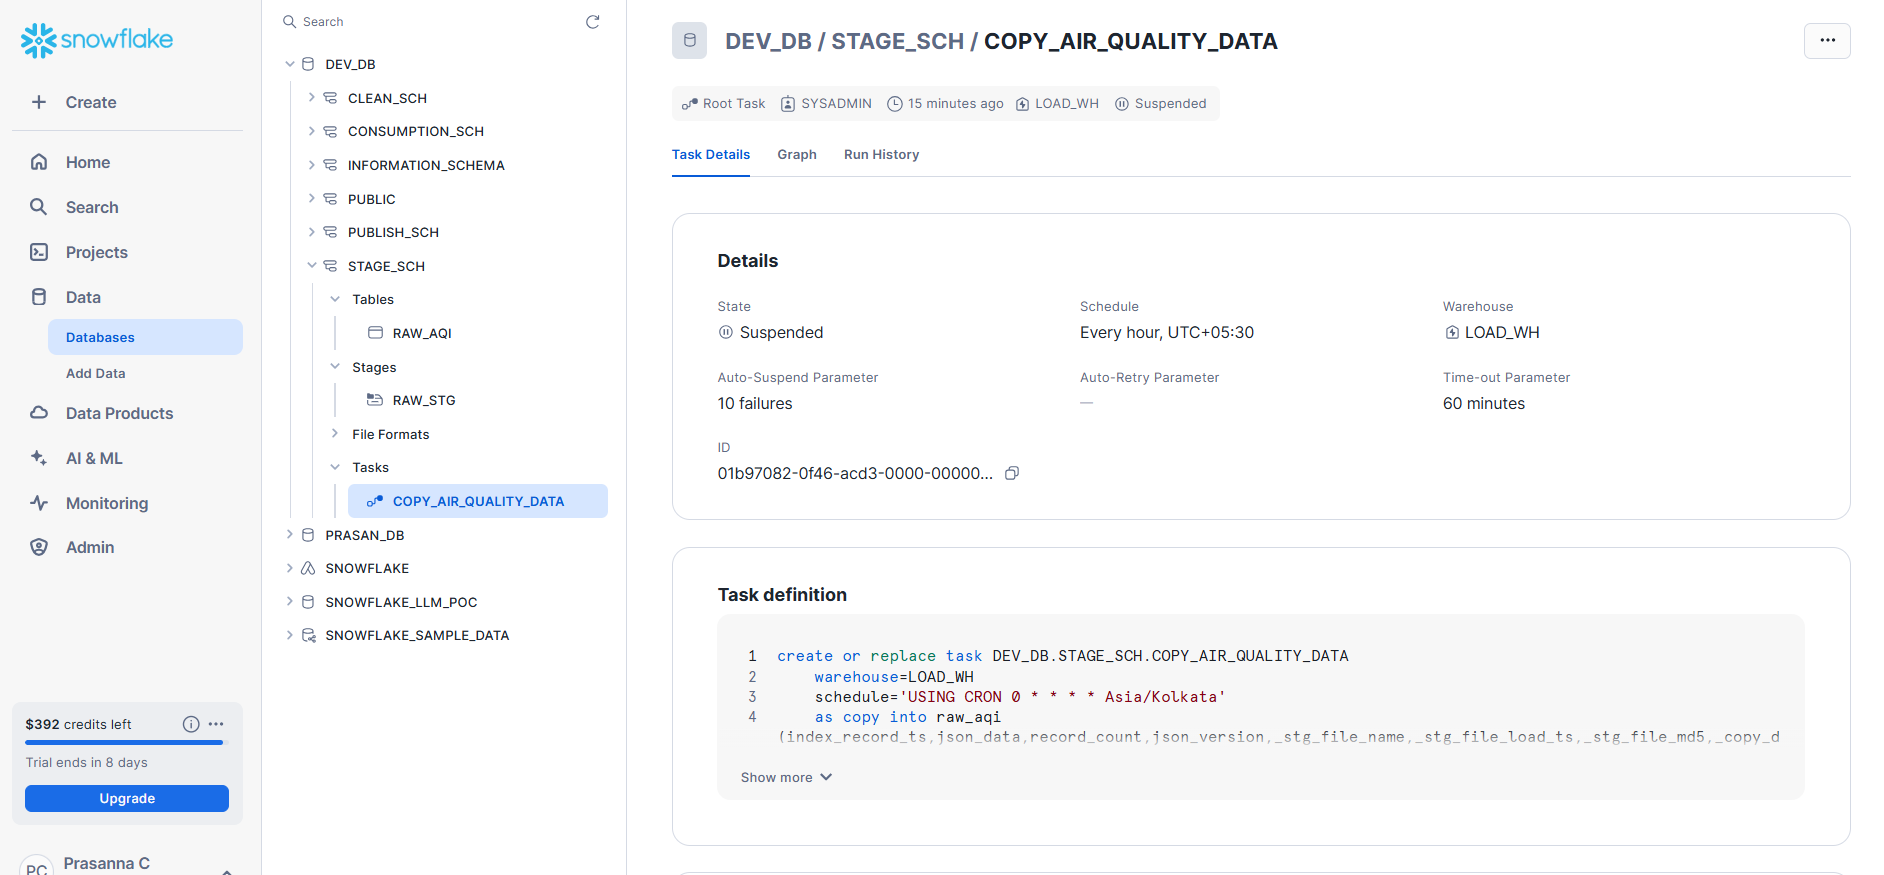 snowflake
Create
Home
Search
Projects
Data
Databases
Add Data
Data Products
AI & ML
Monitoring
Admin
$392 credits left
Trial ends in 8 days
Upgrade
PC
Prasanna C
Search
DEV_DB
CLEAN_SCH
CONSUMPTION_SCH
INFORMATION_SCHEMA
PUBLIC
PUBLISH_SCH
STAGE_SCH
Tables
RAW_AQI
Stages
RAW_STG
File Formats
Tasks
COPY_AIR_QUALITY_DATA
PRASAN_DB
SNOWFLAKE
SNOWFLAKE_LLM_POC
SNOWFLAKE_SAMPLE_DATA
DEV_DB / STAGE_SCH / COPY_AIR_QUALITY_DATA
Root Task SYSADMIN 15 minutes ago LOAD_WH Suspended
Task Details Graph Run History
Details
State Schedule Warehouse
Suspended Every hour, UTC+05:30 LOAD_WH
Auto-Suspend Parameter Auto-Retry Parameter Time-out Parameter
10 failures — 60 minutes
ID
01b97082-0f46-acd3-0000-00000...
Task definition
1 create or replace task DEV_DB.STAGE_SCH.COPY_AIR_QUALITY_DATA
2 warehouse=LOAD_WH
3 schedule='USING CRON 0 * * * * Asia/Kolkata'
4 as copy into raw_aqi
(index_record_ts,json_data,record_count,json_version,_stg_file_name,_stg_file_load_ts,_stg_file_md5,_copy_d
Show more